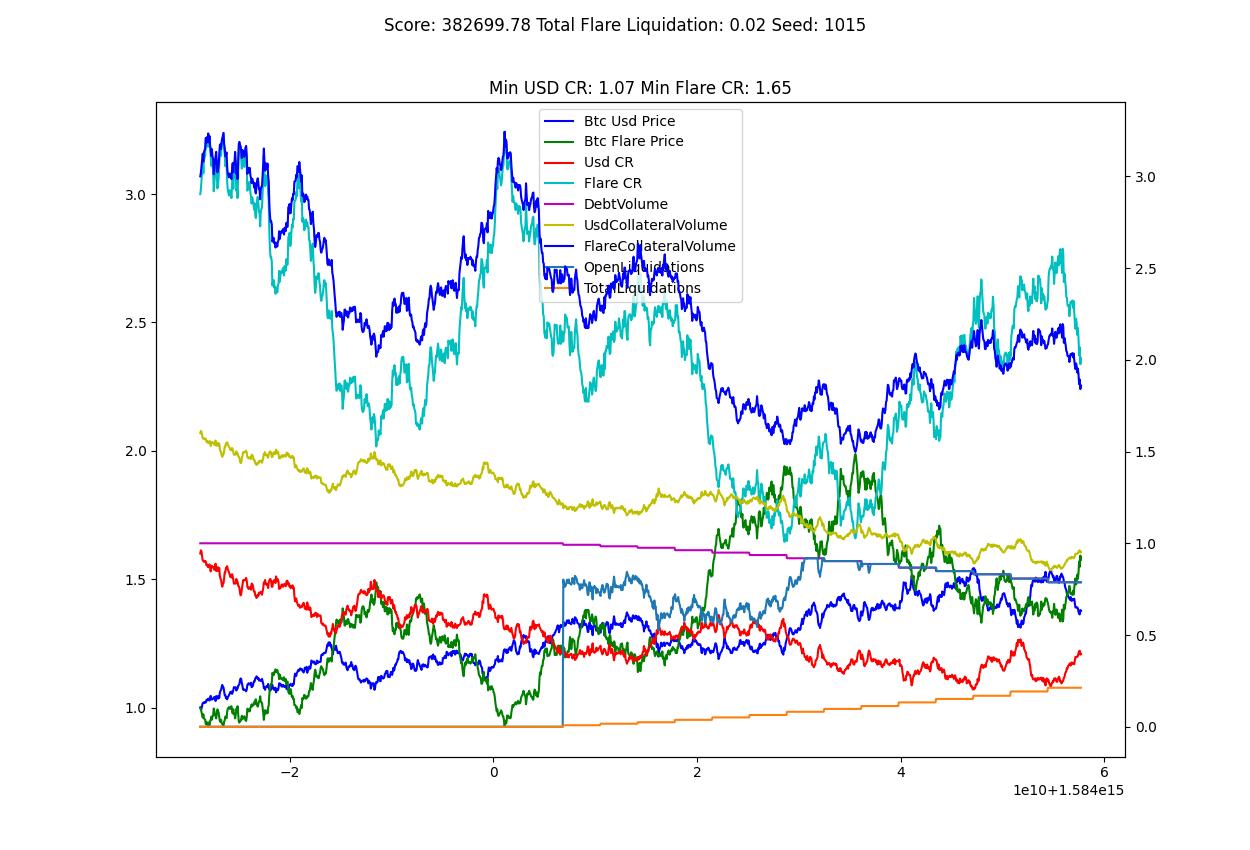 Score: 382699.78 Total Flare Liquidation: 0.02 Seed: 1015
Min USD CR: 1.07 Min Flare CR: 1.65
Btc Usd Price
Btc Flare Price
Usd CR
Flare CR
DebtVolume
UsdCollateralVolume
FlareCollateralVolume
OpenLiquidations
TotalLiquidations
3.0
2.5
2.0
1.5
1.0
3.0
2.5
2.0
1.5
1.0
0.5
0.0
−2
0
2
4
6
1e10+1.584e15